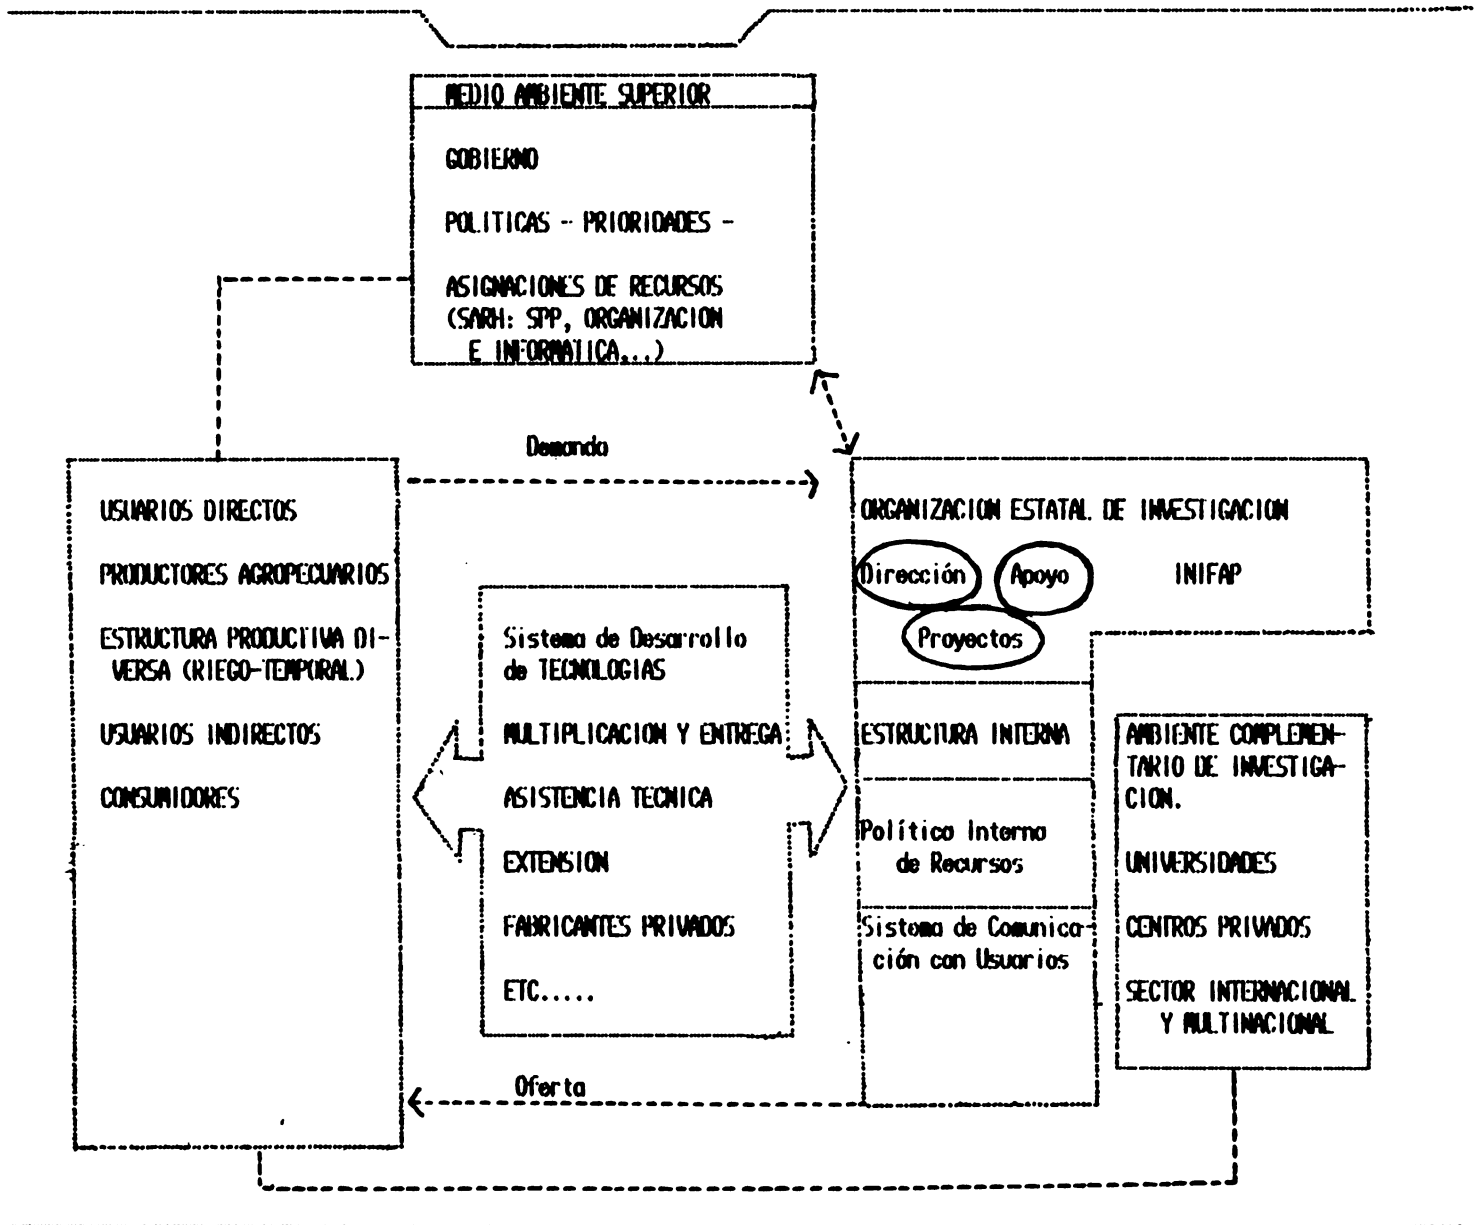 MEDIO AMBIENTE SUPERIOR
GOBIERNO
POLITICAS - PRIORIDADES -
ASIGNACIONES DE RECURSOS
(SARH: SPP, ORGANIZACION
E INFORMATICA...)
Demanda
USUARIOS DIRECTOS
PRODUCTORES AGROPECUARIOS
ESTRUCTURA PRODUCTIVA DI-
VERSA (RIEGO-TEMPORAL)
USUARIOS INDIRECTOS
CONSUMIDORES
Sistema de Desarrollo
de TECNOLOGIAS
MULTIPLICACION Y ENTREGA
ASISTENCIA TECNICA
EXTENSION
FABRICANTES PRIVADOS
ETC.....
ORGANIZACION ESTATAL DE INVESTIGACION
Dirección Apoyo INIFAP
Proyectos
ESTRUCTURA INTERNA
Política Interna
de Recursos
Sistema de Comunica-
ción con Usuarios
AMBIENTE COMPLEMEN-
TARIO DE INVESTIGA-
CION.
UNIVERSIDADES
CENTROS PRIVADOS
SECTOR INTERNACIONAL
Y MULTINACIONAL
Oferta